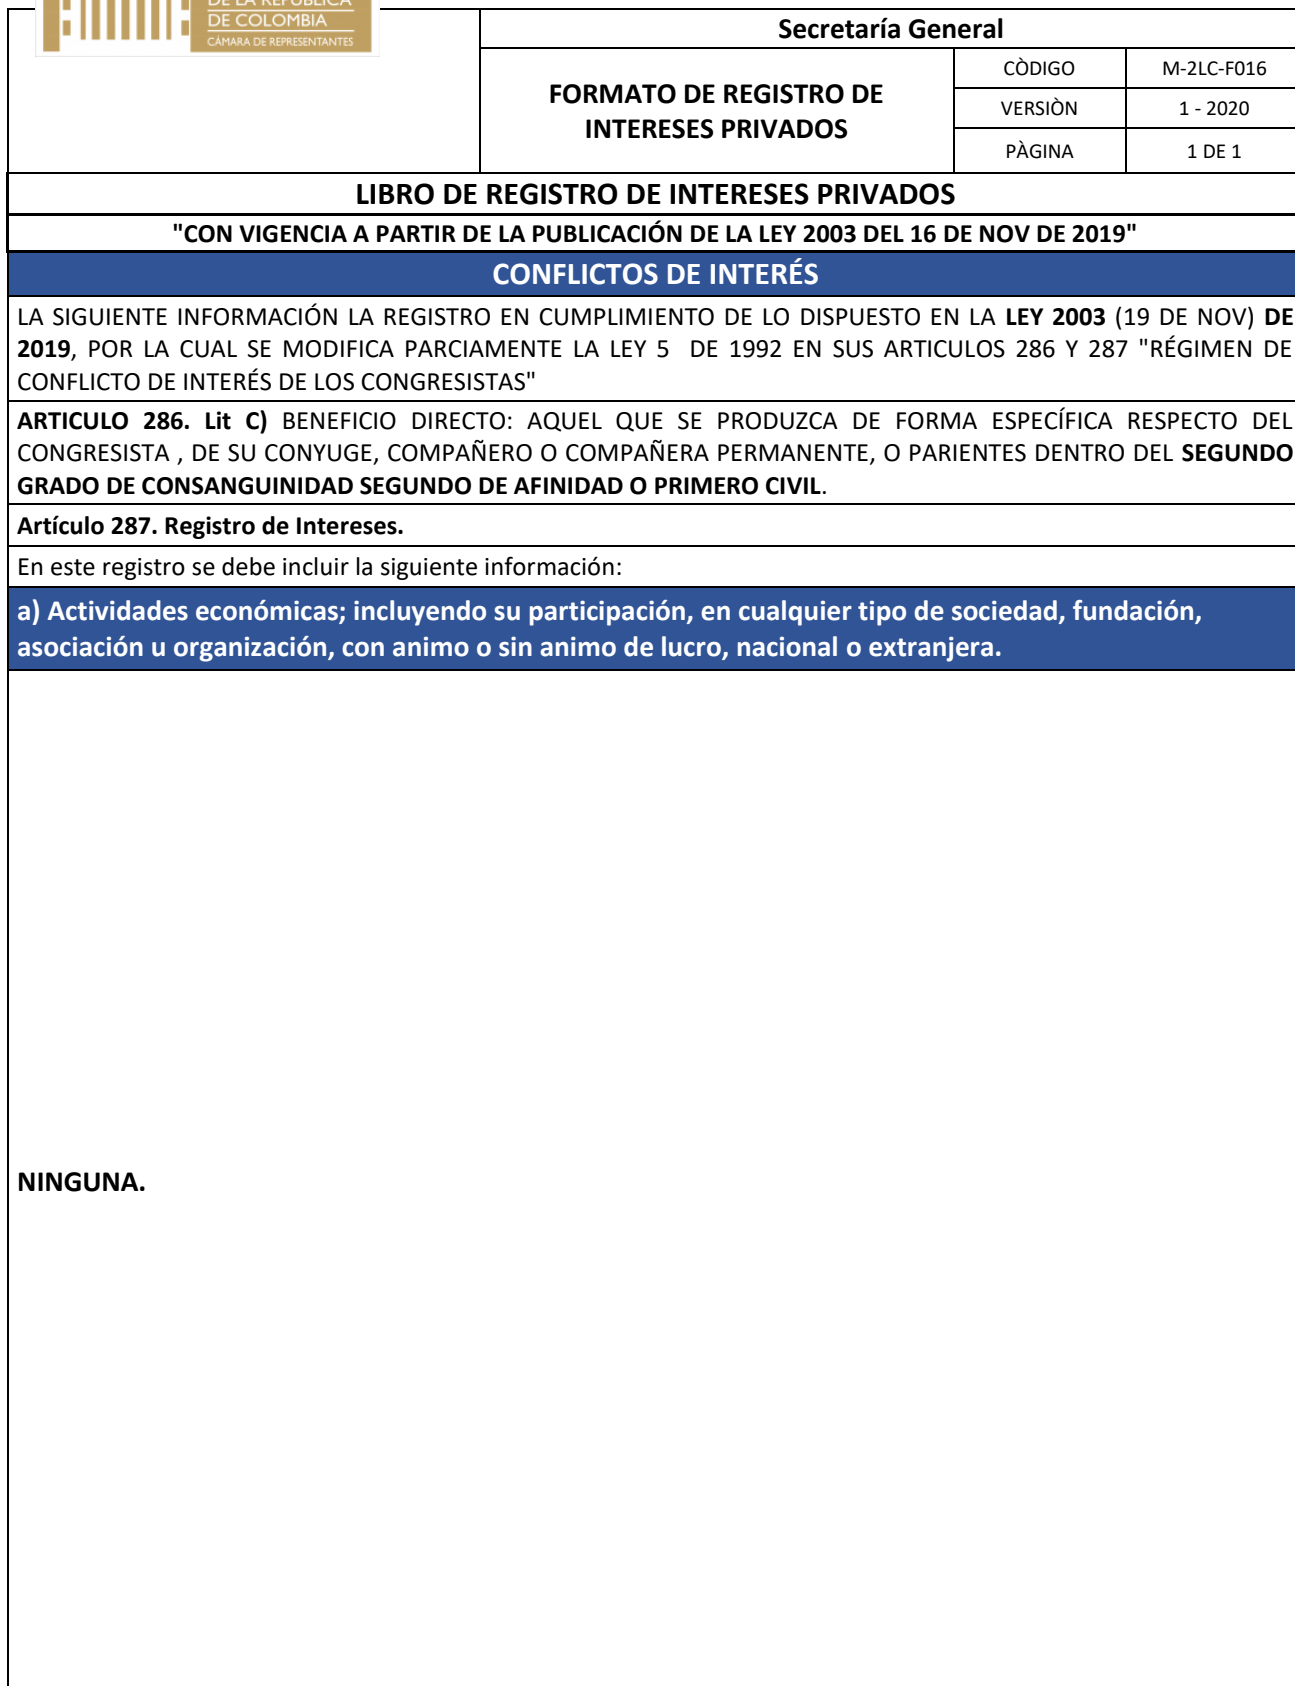 DE LA REPÚBLICA
DE COLOMBIA
CÁMARA DE REPRESENTANTES
Secretaría General
FORMATO DE REGISTRO DE
INTERESES PRIVADOS
CÒDIGO M-2LC-F016
VERSIÒN 1 - 2020
PÀGINA 1 DE 1
LIBRO DE REGISTRO DE INTERESES PRIVADOS
"CON VIGENCIA A PARTIR DE LA PUBLICACIÓN DE LA LEY 2003 DEL 16 DE NOV DE 2019"
CONFLICTOS DE INTERÉS
LA SIGUIENTE INFORMACIÓN LA REGISTRO EN CUMPLIMIENTO DE LO DISPUESTO EN LA LEY 2003 (19 DE NOV) DE
2019, POR LA CUAL SE MODIFICA PARCIAMENTE LA LEY 5 DE 1992 EN SUS ARTICULOS 286 Y 287 "RÉGIMEN DE
CONFLICTO DE INTERÉS DE LOS CONGRESISTAS"
ARTICULO 286. Lit C) BENEFICIO DIRECTO: AQUEL QUE SE PRODUZCA DE FORMA ESPECÍFICA RESPECTO DEL
CONGRESISTA , DE SU CONYUGE, COMPAÑERO O COMPAÑERA PERMANENTE, O PARIENTES DENTRO DEL SEGUNDO
GRADO DE CONSANGUINIDAD SEGUNDO DE AFINIDAD O PRIMERO CIVIL.
Artículo 287. Registro de Intereses.
En este registro se debe incluir la siguiente información:
a) Actividades económicas; incluyendo su participación, en cualquier tipo de sociedad, fundación,
asociación u organización, con animo o sin animo de lucro, nacional o extranjera.
NINGUNA.